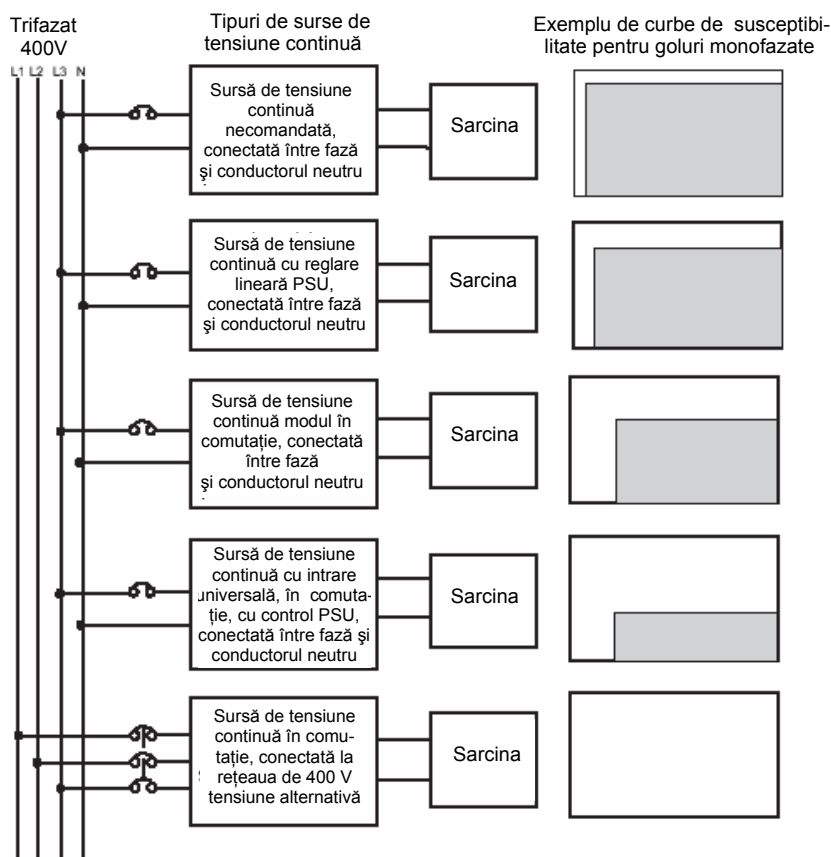 Trifazat
400V
Tipuri de surse de
tensiune continuă
Exemplu de curbe de susceptibi-
litate pentru goluri monofazate
L1 L2 L3 N
Sursă de tensiune
continuă
necomandată,
conectată între fază
şi conductorul neutru
Sarcina
Sursă de tensiune
continuă cu reglare
lineară PSU,
conectată între fază
şi conductorul neutru
Sarcina
Sursă de tensiune
continuă modul în
comutație, conectată
între fază
şi conductorul neutru
Sarcina
Sursă de tensiune
continuă cu intrare
universală, în comuta-
ție, cu control PSU,
conectată între fază şi
conductorul neutru
Sarcina
Sursă de tensiune
continuă în comu-
tație, conectată la
rețeaua de 400 V
tensiune alternativă
Sarcina